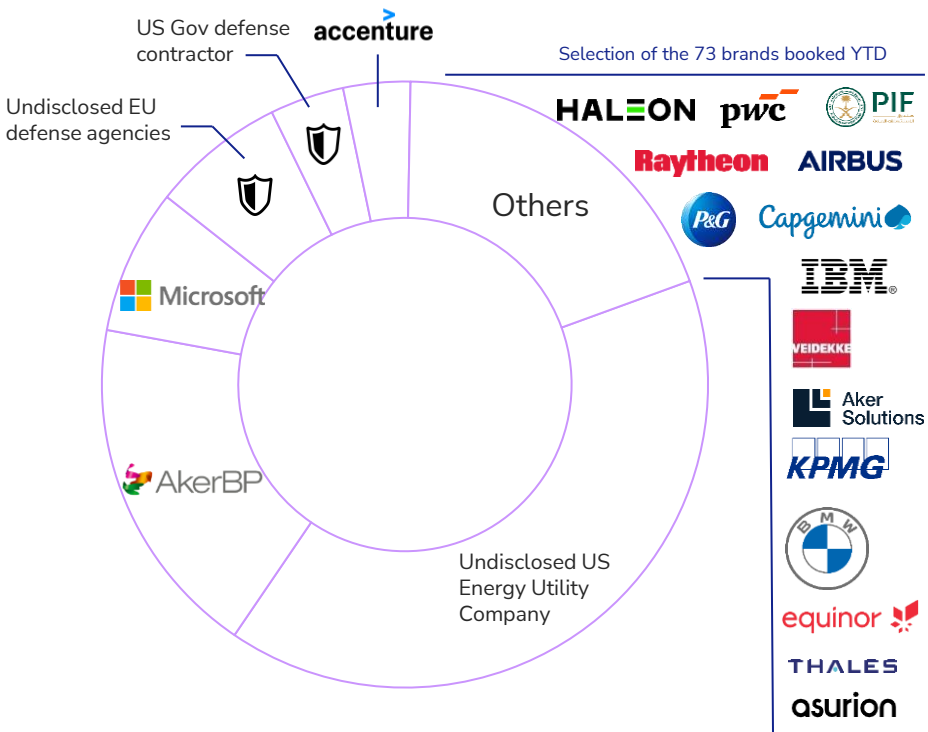 US Gov defense
contractor
accenture
Selection of the 73 brands booked YTD
Undisclosed EU
defense agencies
HALEON
pwc
PIF
Raytheon
AIRBUS
Others
P&G
Capgemini
IBM®
Microsoft
VEIDEKKE
Aker
Solutions
KPMG
AkerBP
BMW
Undisclosed US
Energy Utility
Company
equinor
THALES
asurion